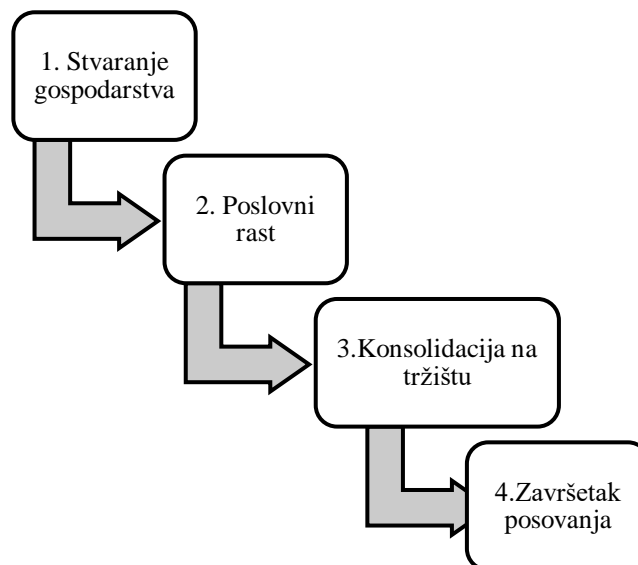 1. Stvaranje
gospodarstva
2. Poslovni
rast
3.Konsolidacija na
tržištu
4.Završetak
posovanja